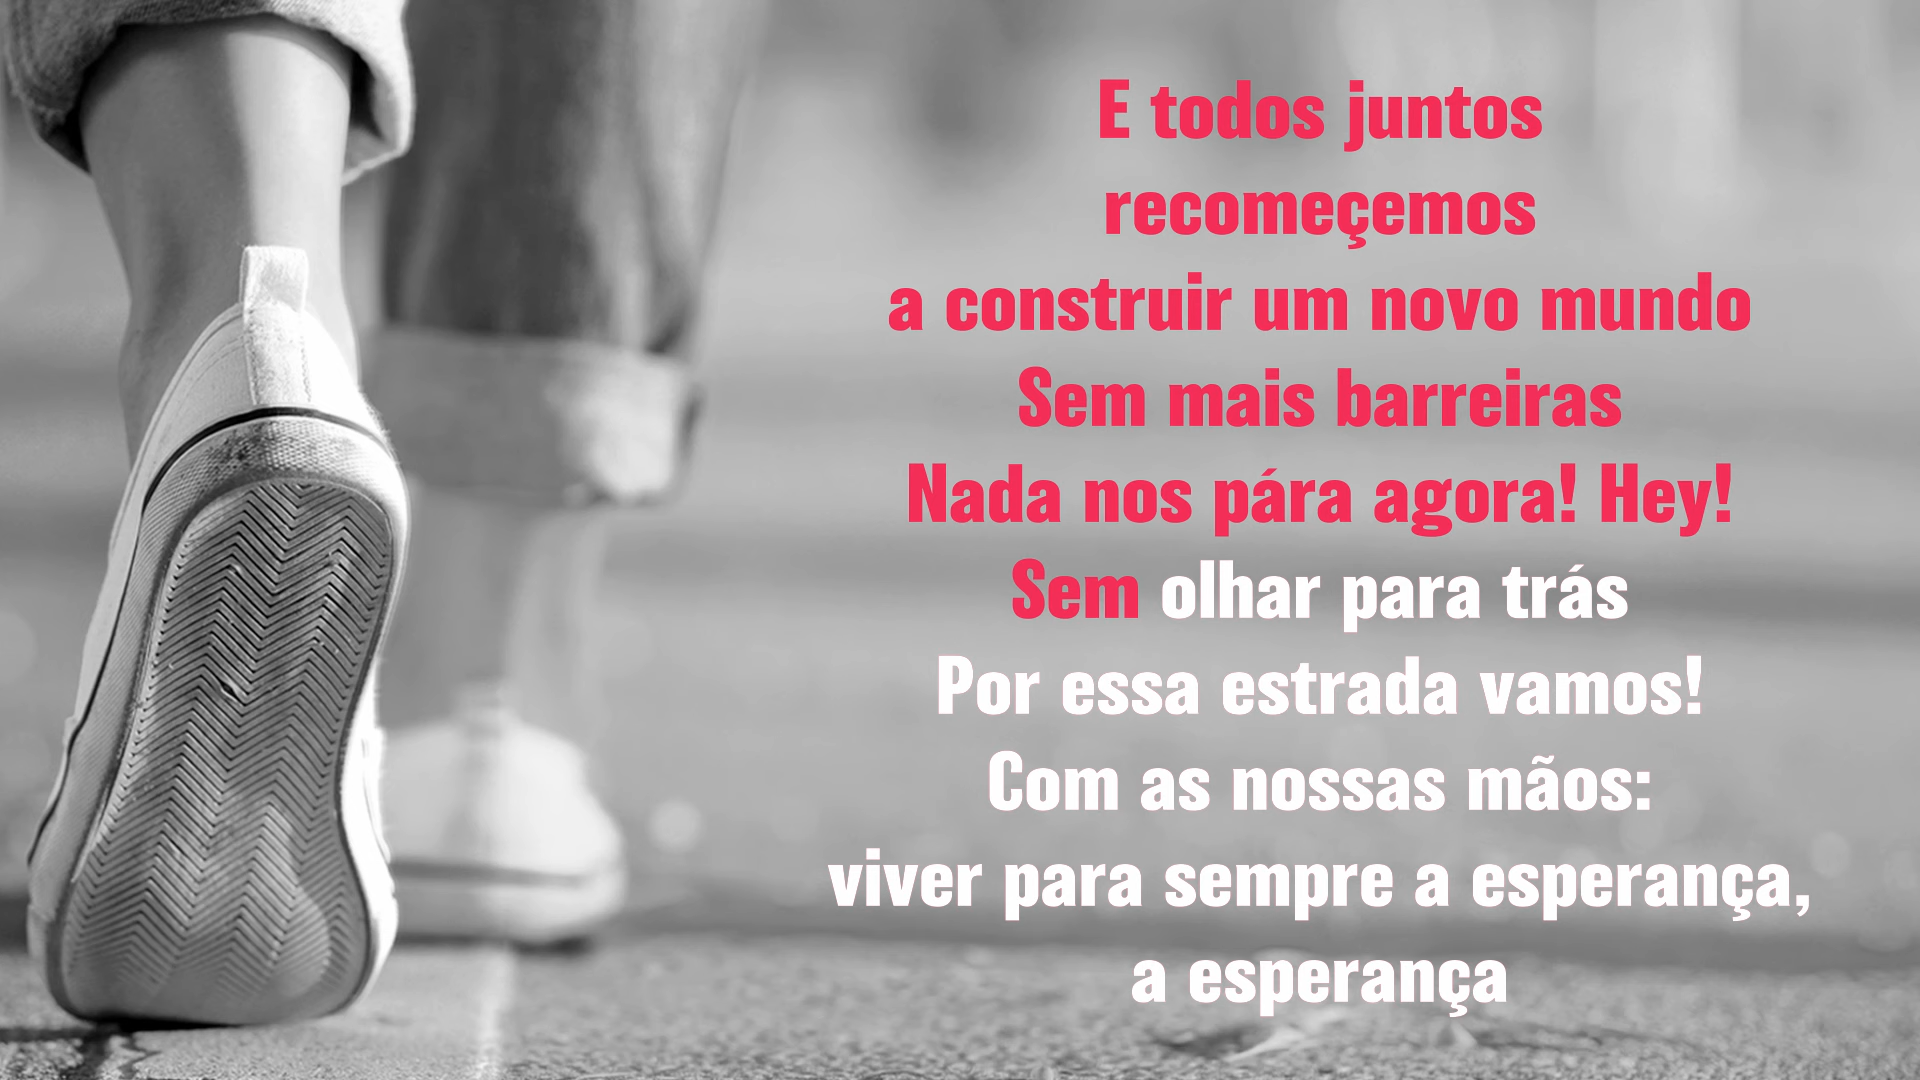 E todos juntos
recomeçemos
a construir um novo mundo
Sem mais barreiras
Nada nos pára agora! Hey!
Sem olhar para trás
Por essa estrada vamos!
Com as nossas mãos:
viver para sempre a esperança,
a esperança